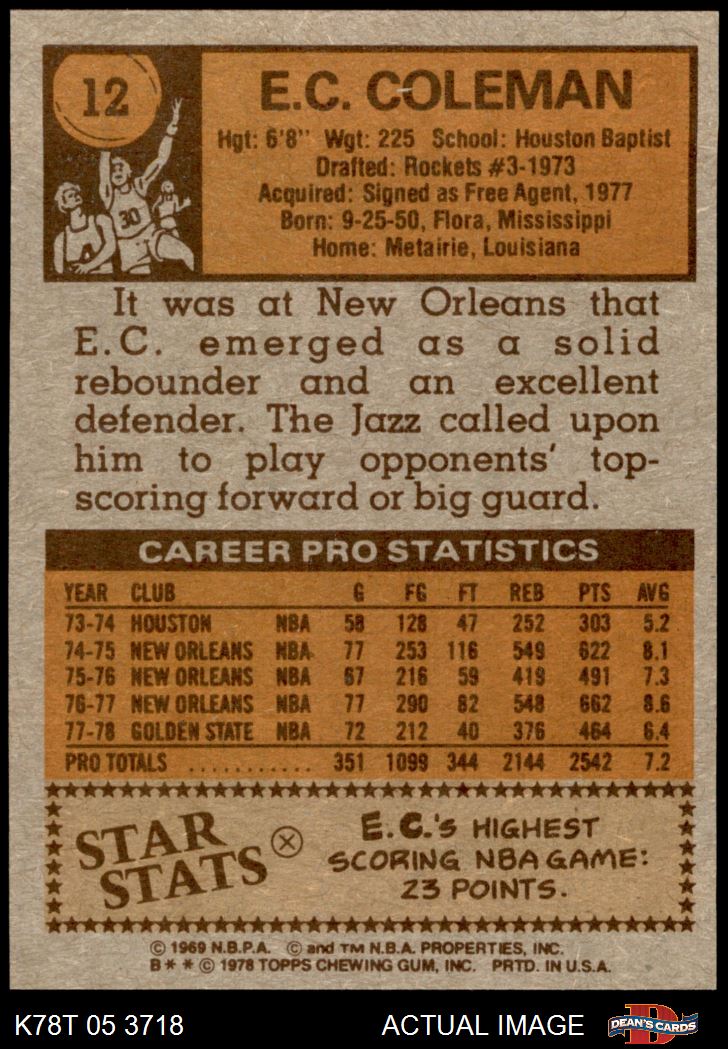 12
30
E.C. COLEMAN
Hgt: 6'8" Wgt: 225 School: Houston Baptist
Drafted: Rockets #3-1973
Acquired: Signed as Free Agent, 1977
Born: 9-25-50, Flora, Mississippi
Home: Metairie, Louisiana
It was at New Orleans that
E.C. emerged as a solid
rebounder and an excellent
defender. The Jazz called upon
him to play opponents' top-
scoring forward or big guard.
CAREER PRO STATISTICS
YEAR CLUB G FG FT REB PTS AVG
73-74 HOUSTON NBA 58 128 47 252 303 5.2
74-75 NEW ORLEANS NBA 77 253 116 549 622 8.1
75-76 NEW ORLEANS NBA 67 216 59 419 491 7.3
76-77 NEW ORLEANS NBA 77 290 82 548 662 8.6
77-78 GOLDEN STATE NBA 72 212 40 376 464 6.4
PRO TOTALS ........... 351 1099 344 2144 2542 7.2
STAR
STATS
E.C.'S HIGHEST
SCORING NBA GAME:
23 POINTS.
© 1969 N.B.P.A. © and TM N.B.A. PROPERTIES, INC.
B* * © 1978 TOPPS CHEWING GUM, INC. PRTD. IN U.S.A.
K78T 05 3718 ACTUAL IMAGE
D
DEAN'S CARDS